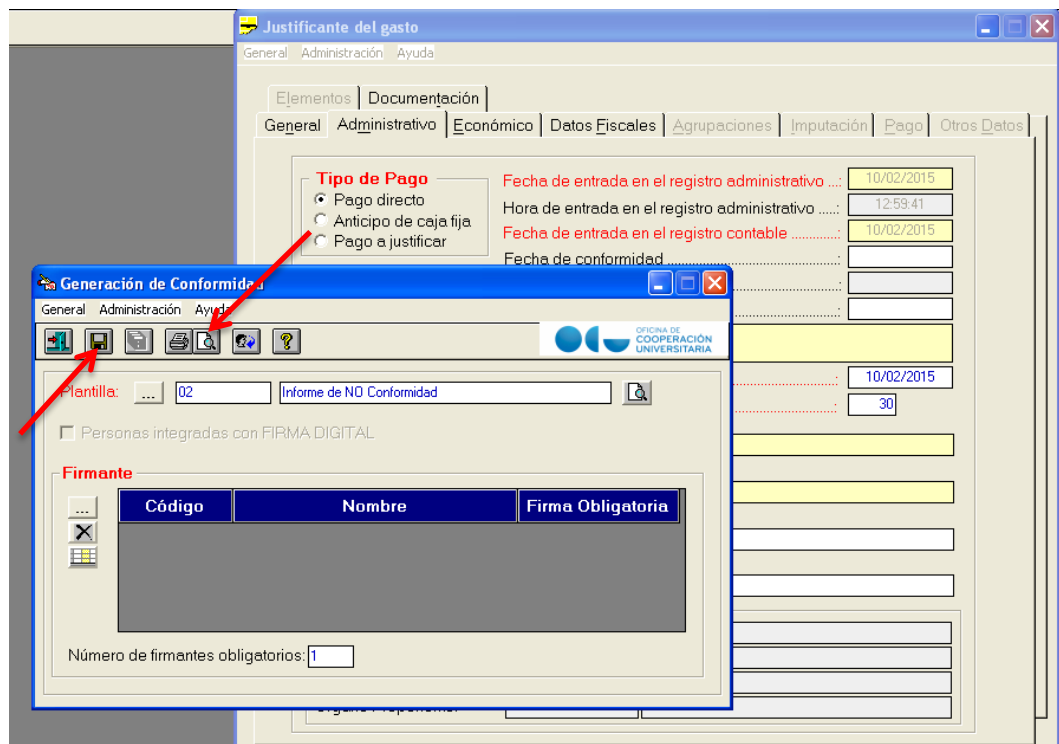 Justificante del gasto
General Administración Ayuda
Elementos Documentación
General Administrativo Económico Datos Fiscales Agrupaciones Imputación Pago Otros Datos
Tipo de Pago
Pago directo
Anticipo de caja fija
Pago a justificar
Fecha de entrada en el registro administrativo ...: 10/02/2015
Hora de entrada en el registro administrativo .....: 12:59:41
Fecha de entrada en el registro contable ............: 10/02/2015
Fecha de conformidad ...........................................:
10/02/2015
30
Generación de Conformidad
General Administración Ayuda
OFICINA DE
COOPERACIÓN
UNIVERSITARIA
Plantilla: ... 02 Informe de NO Conformidad
Personas integradas con FIRMA DIGITAL
Firmante
...
Código Nombre Firma Obligatoria
Número de firmantes obligatorios: 1